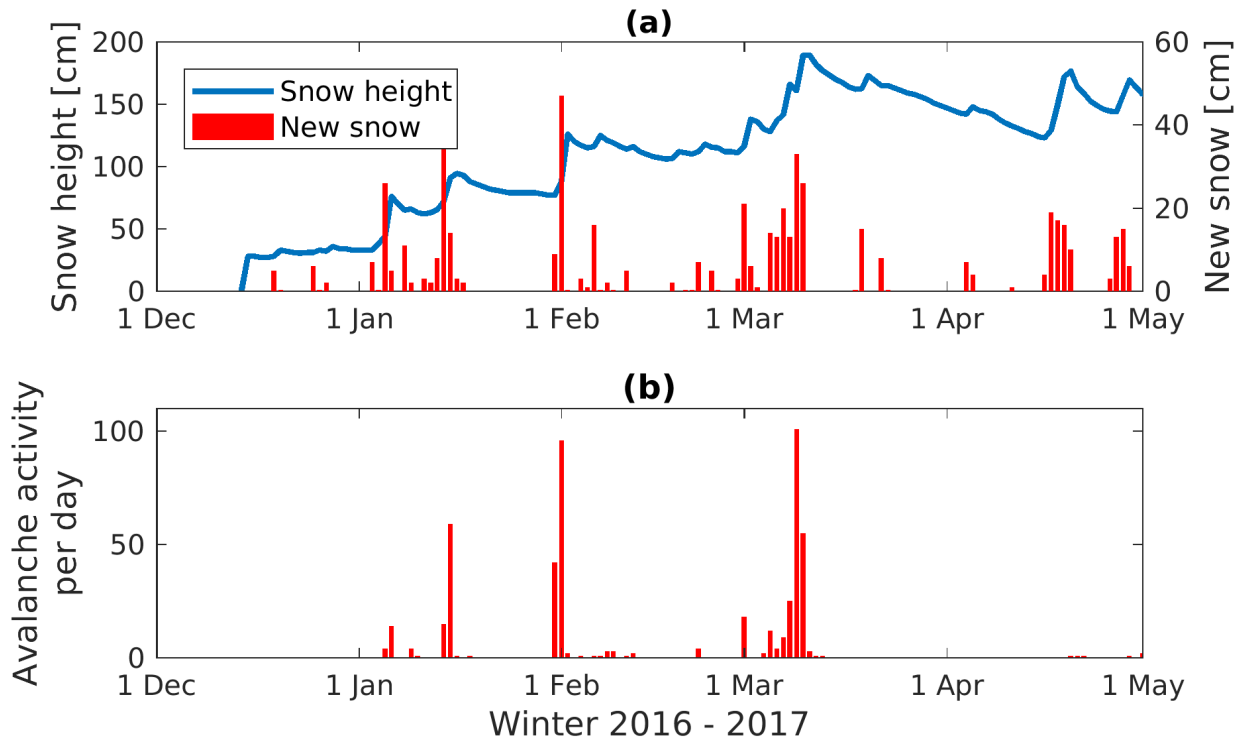 (a)
Snow height [cm]
200
150
100
50
0
Snow height
New snow
60
40
20
0
New snow [cm]
1 Dec
1 Jan
1 Feb
1 Mar
1 Apr
1 May
(b)
Avalanche activity
per day
100
50
0
1 Dec
1 Jan
1 Feb
1 Mar
1 Apr
1 May
Winter 2016 - 2017